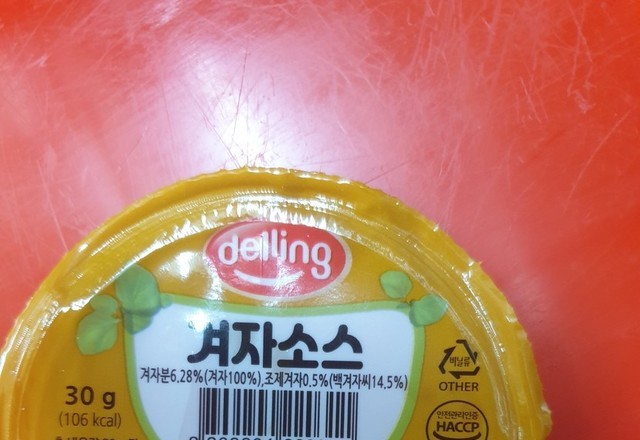 delling
겨자소스
겨자분6.28%(겨자100%),조제겨자0.5%(백겨자씨14.5%)
30 g
(106 kcal)
비닐류
OTHER
안전관리인증
HACCP